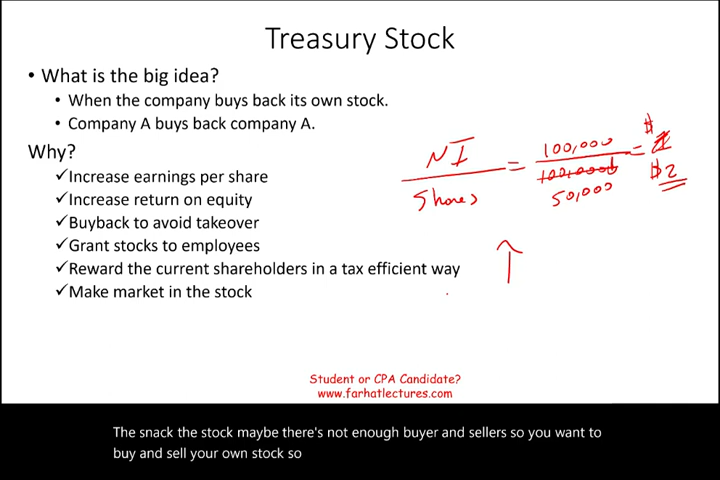 Treasury Stock
• What is the big idea?
• When the company buys back its own stock.
• Company A buys back company A.
Why?
✓Increase earnings per share
✓Increase return on equity
✓Buyback to avoid takeover
✓Grant stocks to employees
✓Reward the current shareholders in a tax efficient way
✓Make market in the stock
NI
Shares
=
100,000
100,000
50,000
= $1
$2
Student or CPA Candidate?
www.farhatlectures.com
The snack the stock maybe there's not enough buyer and sellers so you want to
buy and sell your own stock so